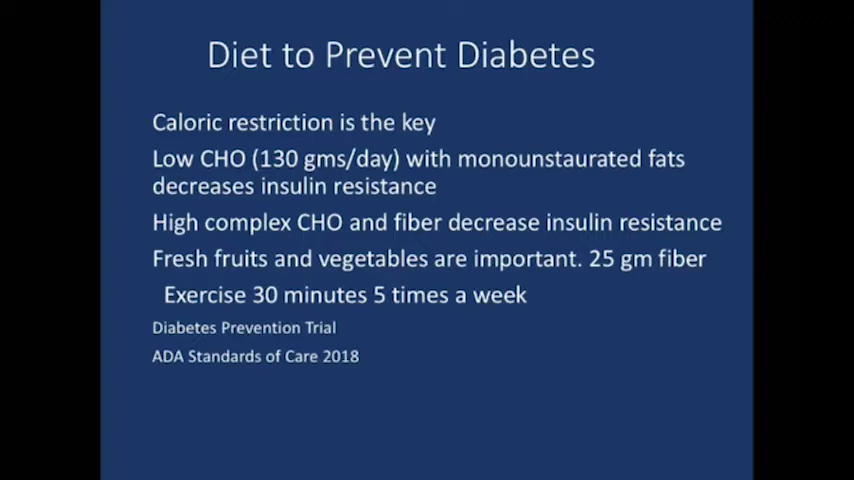 Diet to Prevent Diabetes
Caloric restriction is the key
Low CHO (130 gms/day) with monounstaurated fats
decreases insulin resistance
High complex CHO and fiber decrease insulin resistance
Fresh fruits and vegetables are important. 25 gm fiber
Exercise 30 minutes 5 times a week
Diabetes Prevention Trial
ADA Standards of Care 2018